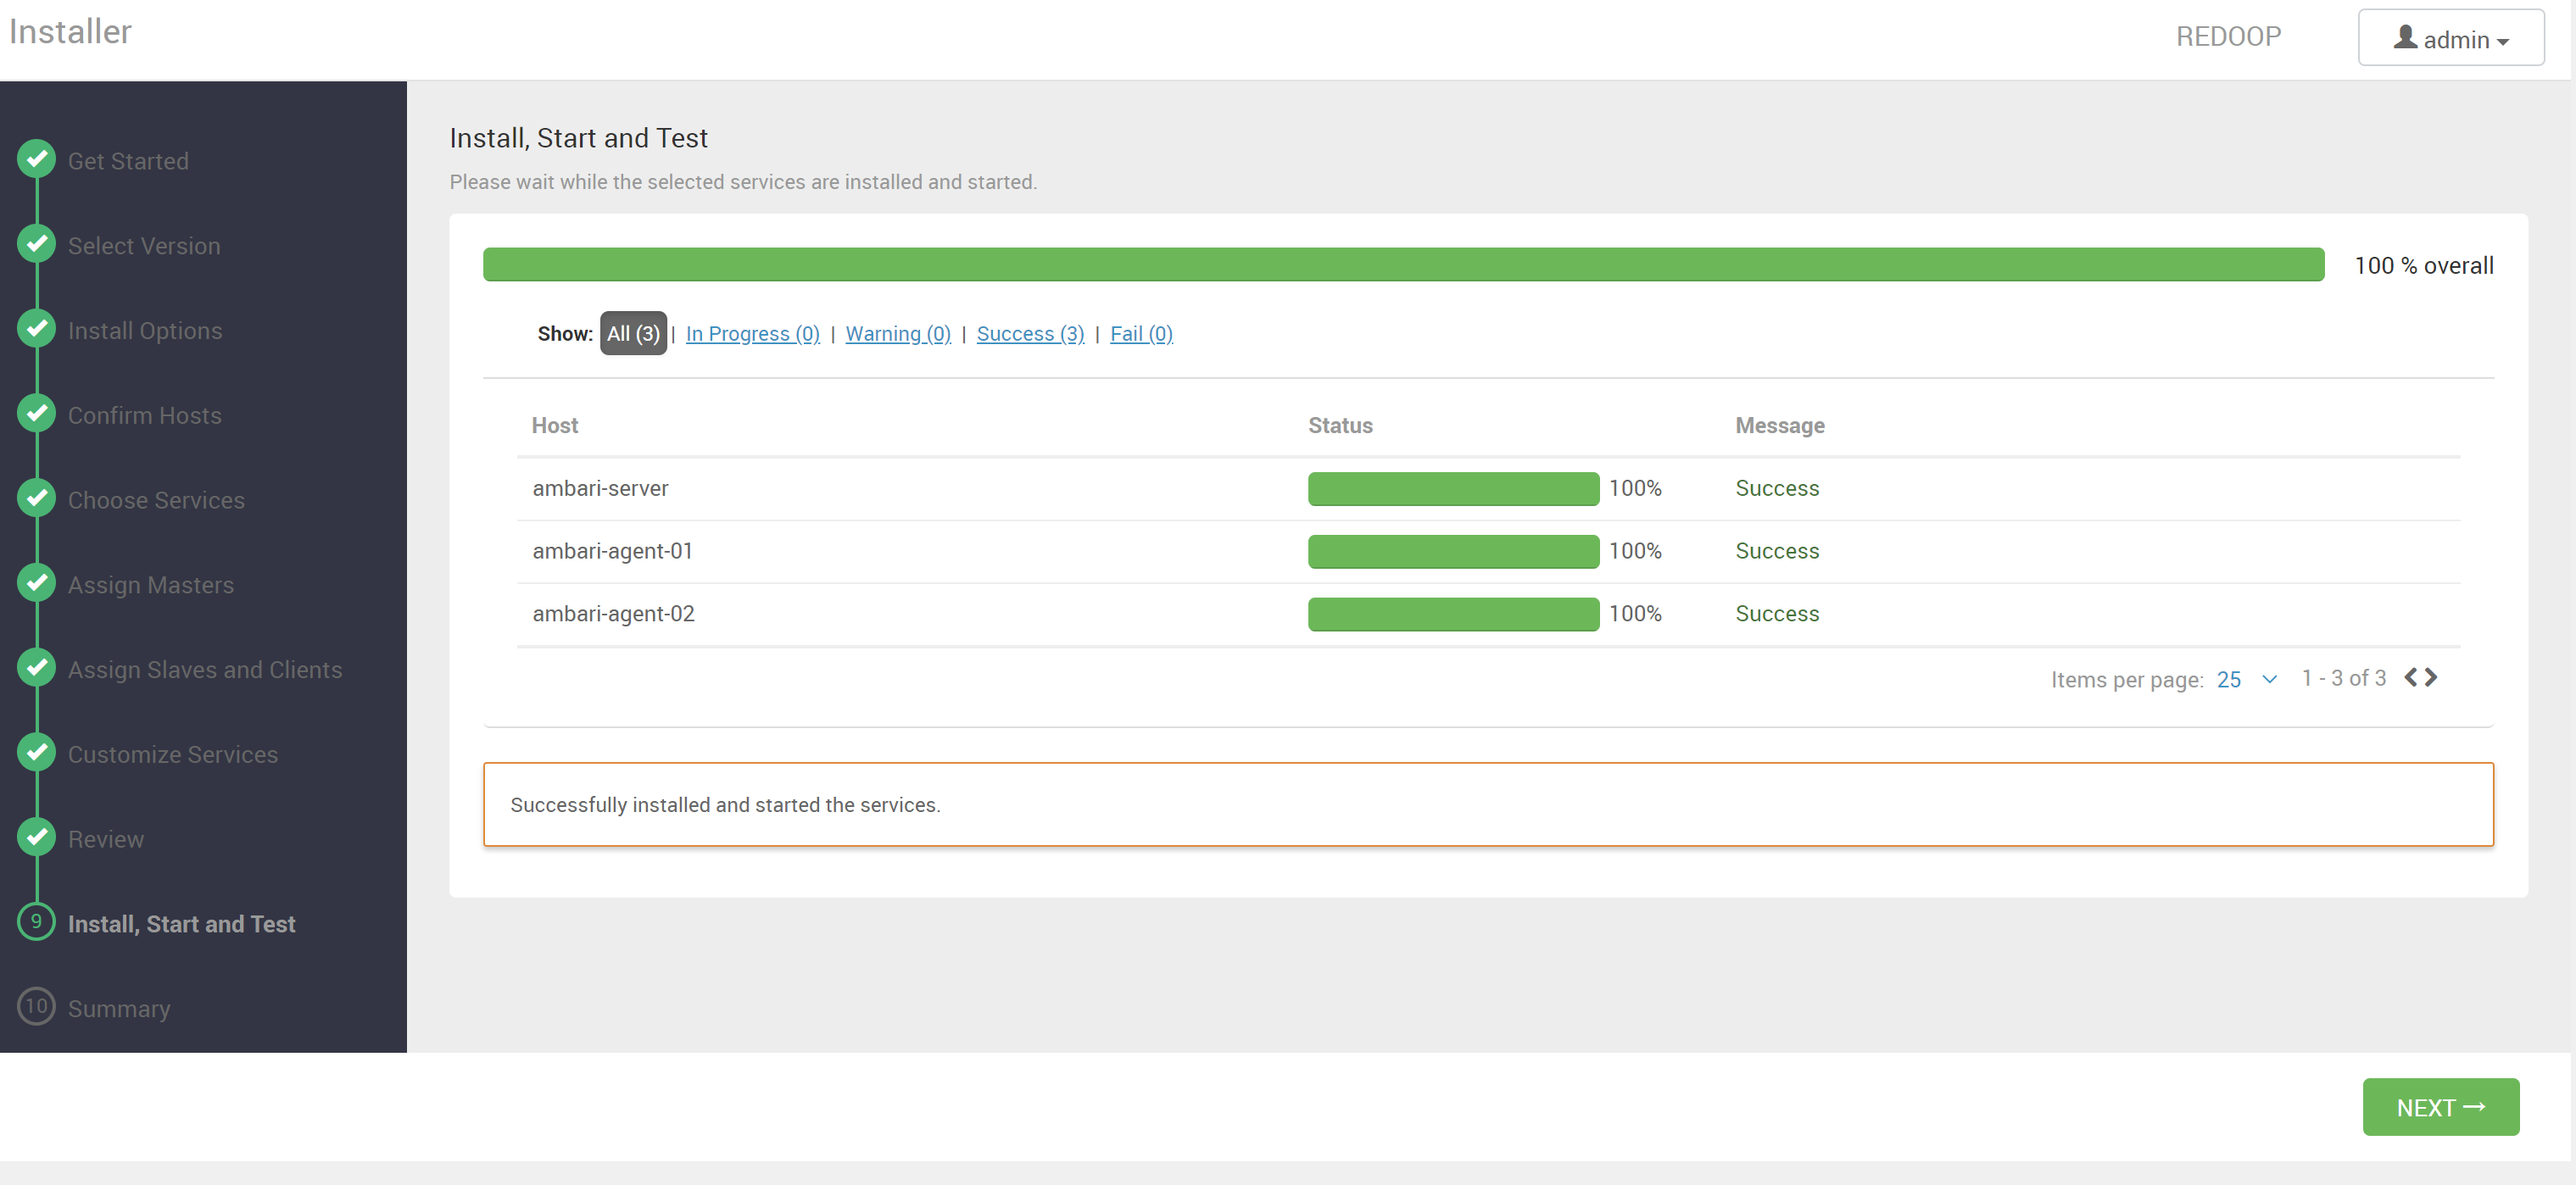 Installer
REDOOP
admin
Get Started
Select Version
Install Options
Confirm Hosts
Choose Services
Assign Masters
Assign Slaves and Clients
Customize Services
Review
9 Install, Start and Test
10 Summary
Install, Start and Test
Please wait while the selected services are installed and started.
100 % overall
Show: All (3) | In Progress (0) | Warning (0) | Success (3) | Fail (0)
Host Status Message
ambari-server 100% Success
ambari-agent-01 100% Success
ambari-agent-02 100% Success
Items per page: 25 1 - 3 of 3
Successfully installed and started the services.
NEXT →